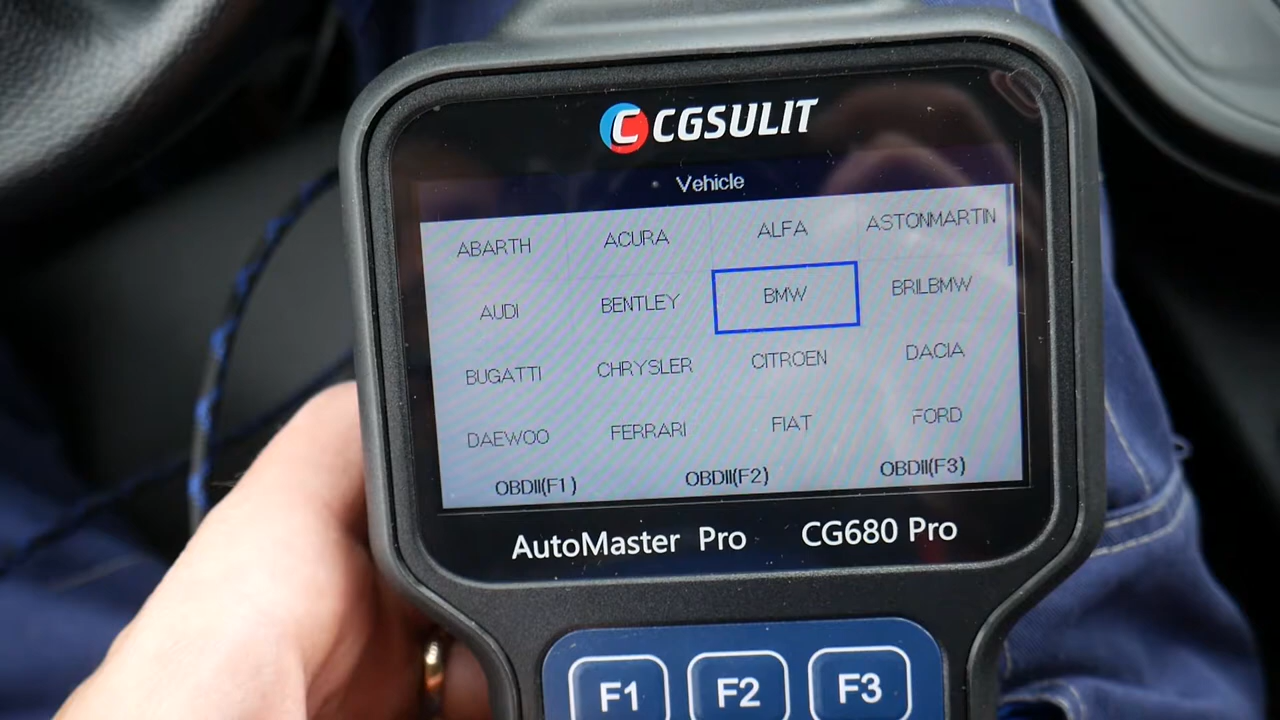 C CGSULIT
Vehicle
ABARTH ACURA ALFA ASTONMARTIN
AUDI BENTLEY BMW BRILBMW
BUGATTI CHRYSLER CITROEN DACIA
DAEWOO FERRARI FIAT FORD
OBDII(F1) OBDII(F2) OBDII(F3)
AutoMaster Pro CG680 Pro
F1 F2 F3